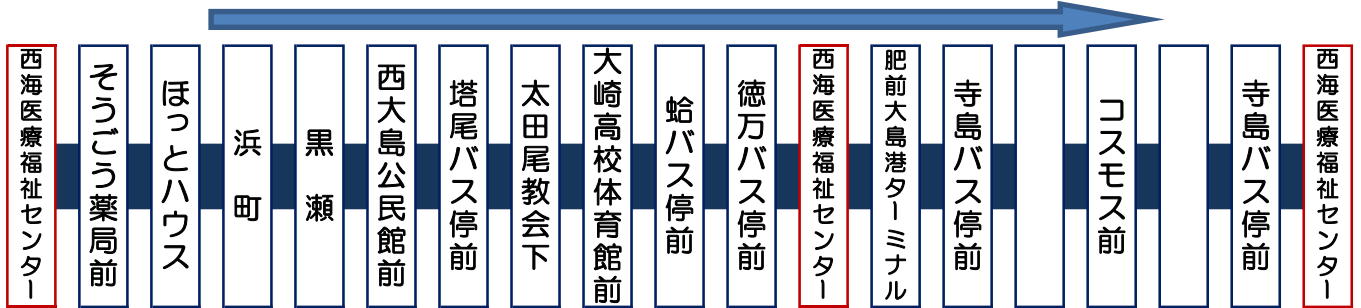 西海医療福祉センター
そうごう薬局前
ほっとハウス
浜町
黒瀬
西大島公民館前
塔尾バス停前
太田尾教会下
大崎高校体育館前
蛤バス停前
徳万バス停前
西海医療福祉センター
肥前大島港ターミナル
寺島バス停前
コスモス前
寺島バス停前
西海医療福祉センター